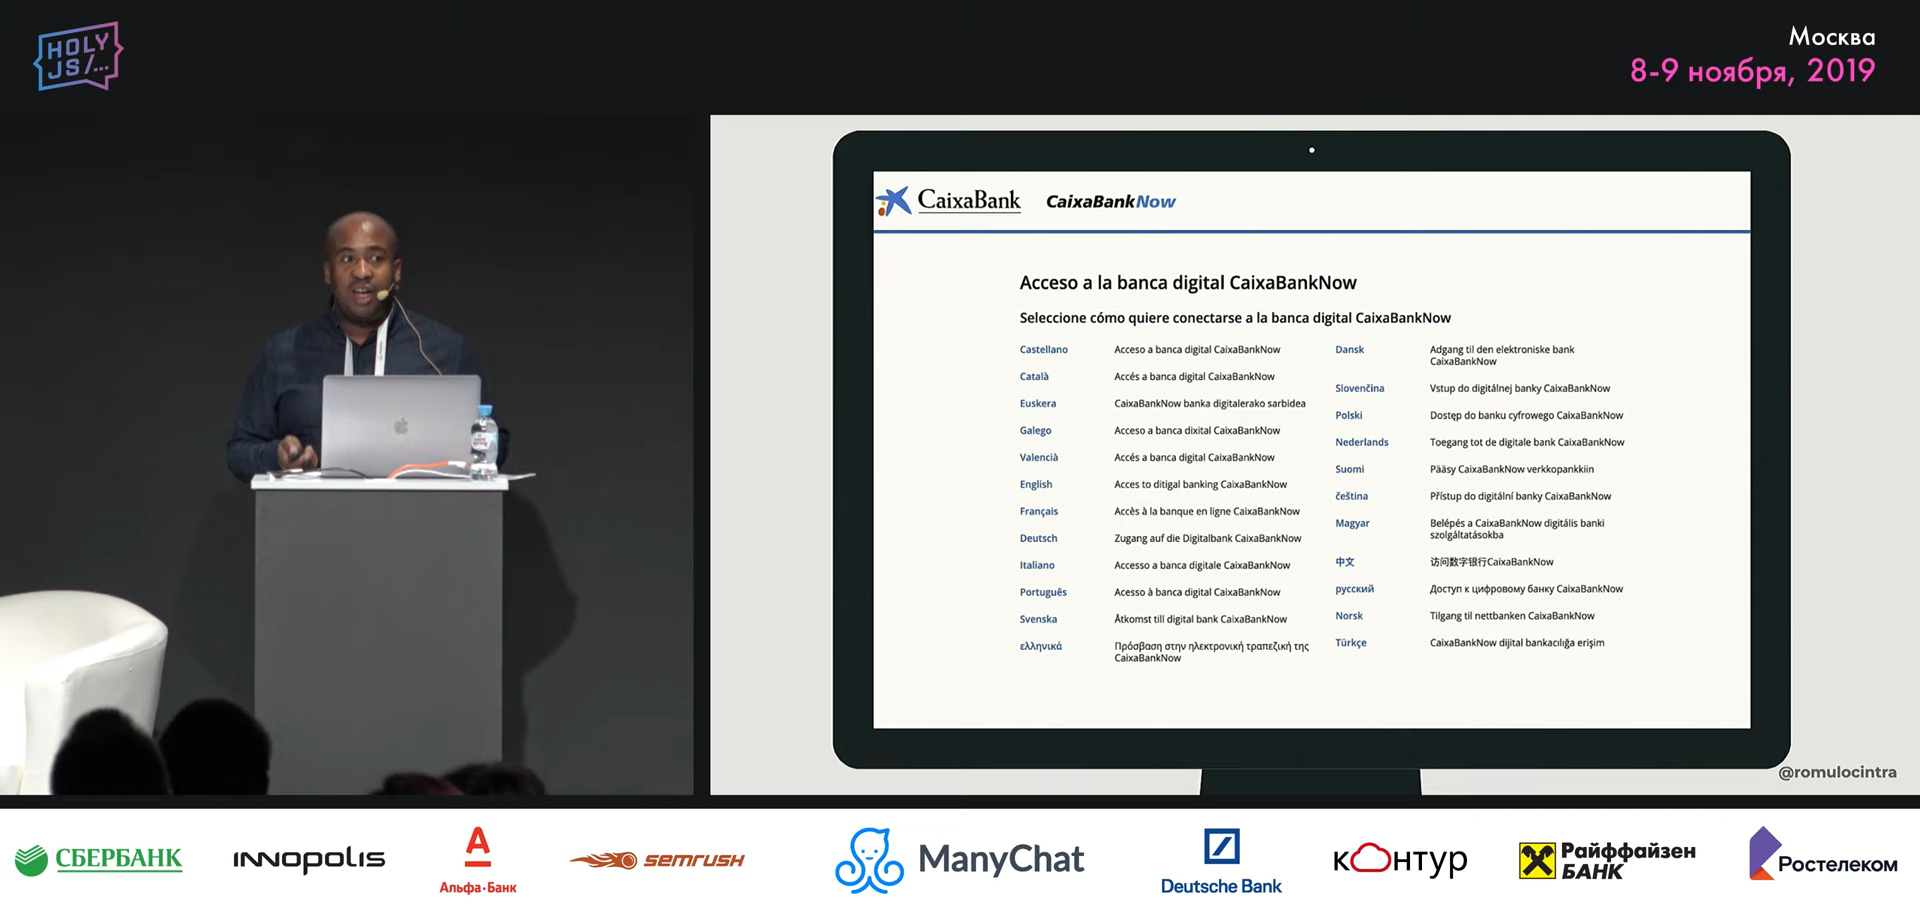 HOLY
JS/...
Москва
8-9 ноября, 2019
CaixaBank
CaixaBankNow
Acceso a la banca digital CaixaBankNow
Seleccione cómo quiere conectarse a la banca digital CaixaBankNow
Castellano Acceso a banca digital CaixaBankNow
Català Accés a banca digital CaixaBankNow
Euskera CaixaBankNow banka digitalerako sarbidea
Galego Acceso a banca dixital CaixaBankNow
Valencià Accés a banca digital CaixaBankNow
English Acces to ditigal banking CaixaBankNow
Français Accès à la banque en ligne CaixaBankNow
Deutsch Zugang auf die Digitalbank CaixaBankNow
Italiano Accesso a banca digitale CaixaBankNow
Português Acesso à banca digital CaixaBankNow
Svenska Åtkomst till digital bank CaixaBankNow
ελληνικά Πρόσβαση στην ηλεκτρονική τραπεζική της
CaixaBankNow
Dansk Adgang til den elektroniske bank
CaixaBankNow
Slovenčina Vstup do digitálnej banky CaixaBankNow
Polski Dostęp do banku cyfrowego CaixaBankNow
Nederlands Toegang tot de digitale bank CaixaBankNow
Suomi Pääsy CaixaBankNow verkkopankkiin
čeština Přístup do digitální banky CaixaBankNow
Magyar Belépés a CaixaBankNow digitális banki
szolgáltatásokba
中文 访问数字银行CaixaBankNow
русский Доступ к цифровому банку CaixaBankNow
Norsk Tilgang til nettbanken CaixaBankNow
Türkçe CaixaBankNow dijital bankacılığa erişim
@romulocintra
СБЕРБАНК
INNOPOLIS
А
Альфа·Банк
SEMRUSH
ManyChat
Deutsche Bank
КОНТУР
Райффайзен
БАНК
Ростелеком